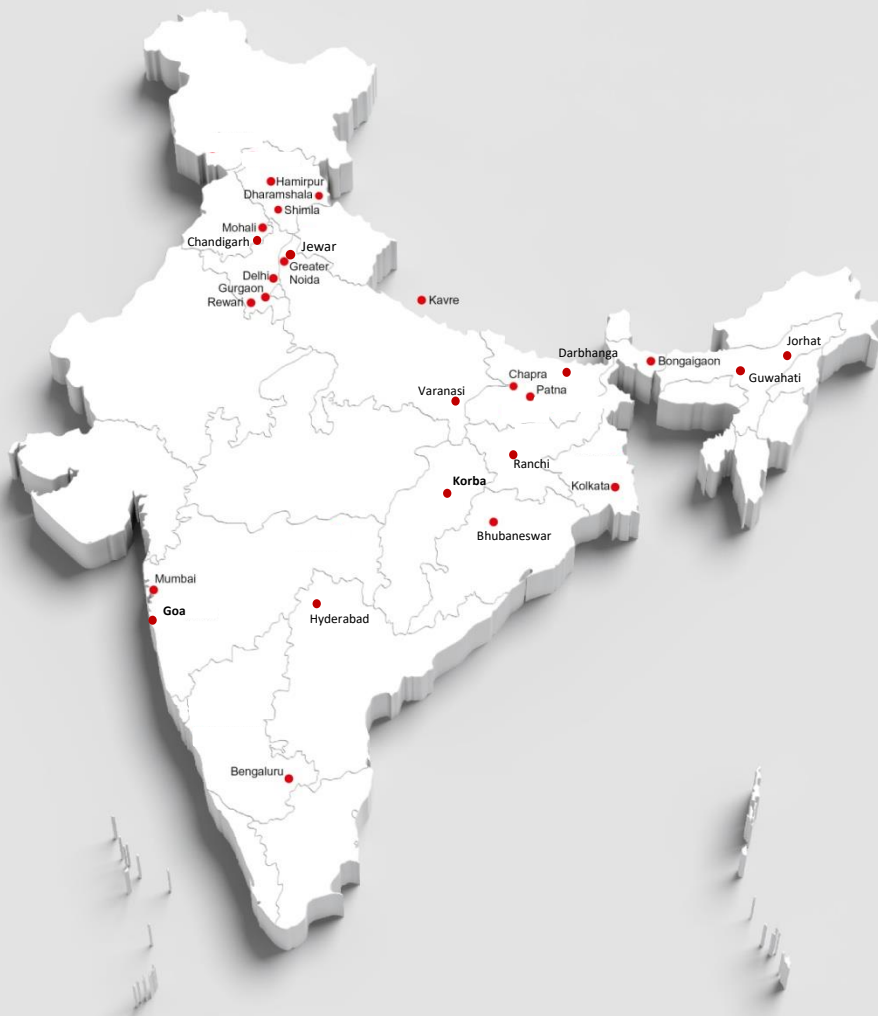 Hamirpur
Dharamshala
Shimla
Mohali
Chandigarh
Jewar
Greater
Noida
Delhi
Gurgaon
Rewari
Kavre
Jorhat
Darbhanga
Bongaigaon
Guwahati
Chapra
Patna
Varanasi
Ranchi
Korba
Kolkata
Bhubaneswar
Mumbai
Goa
Hyderabad
Bengaluru